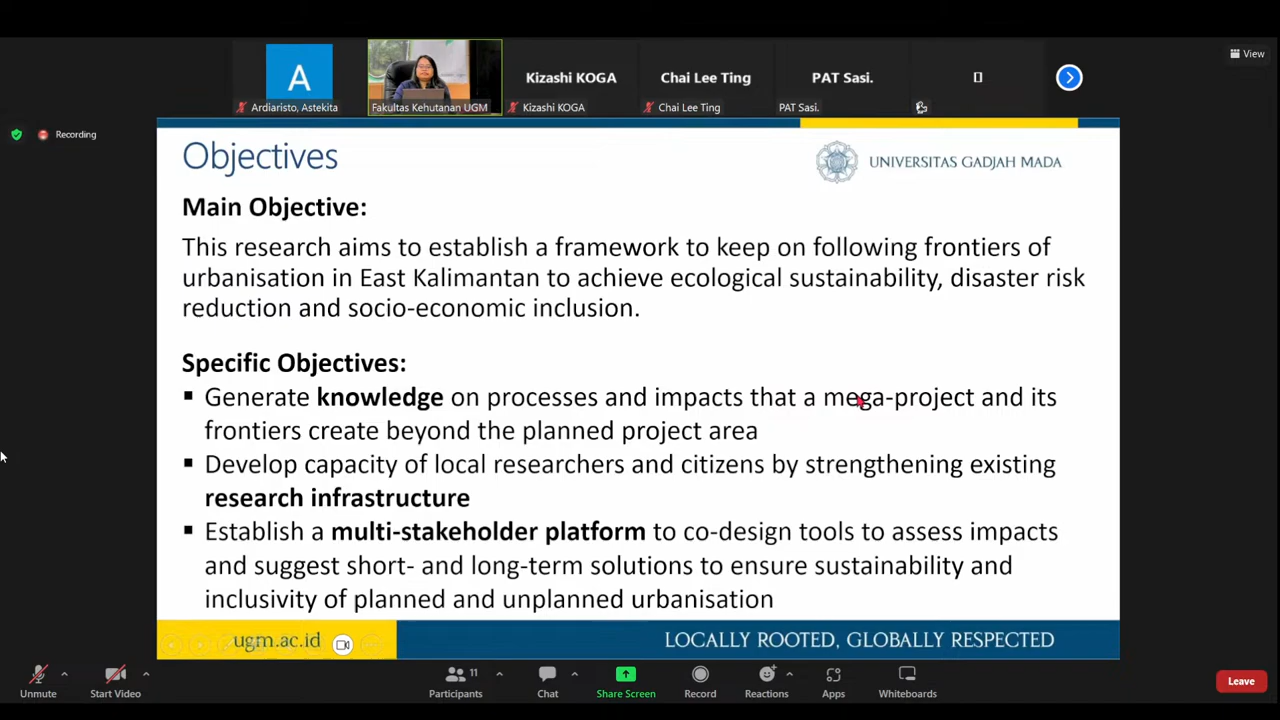 View
A
Kizashi KOGA
Chai Lee Ting
PAT Sasi.
Ardiaristo, Astekita
Fakultas Kehutanan UGM
Kizashi KOGA
Chai Lee Ting
PAT Sasi.
Recording
Objectives
UNIVERSITAS GADJAH MADA
Main Objective:
This research aims to establish a framework to keep on following frontiers of
urbanisation in East Kalimantan to achieve ecological sustainability, disaster risk
reduction and socio-economic inclusion.
Specific Objectives:
▪ Generate knowledge on processes and impacts that a mega-project and its
frontiers create beyond the planned project area
▪ Develop capacity of local researchers and citizens by strengthening existing
research infrastructure
▪ Establish a multi-stakeholder platform to co-design tools to assess impacts
and suggest short- and long-term solutions to ensure sustainability and
inclusivity of planned and unplanned urbanisation
ugm.ac.id
LOCALLY ROOTED, GLOBALLY RESPECTED
11
Unmute
Start Video
Participants
Chat
Share Screen
Record
Reactions
Apps
Whiteboards
Leave